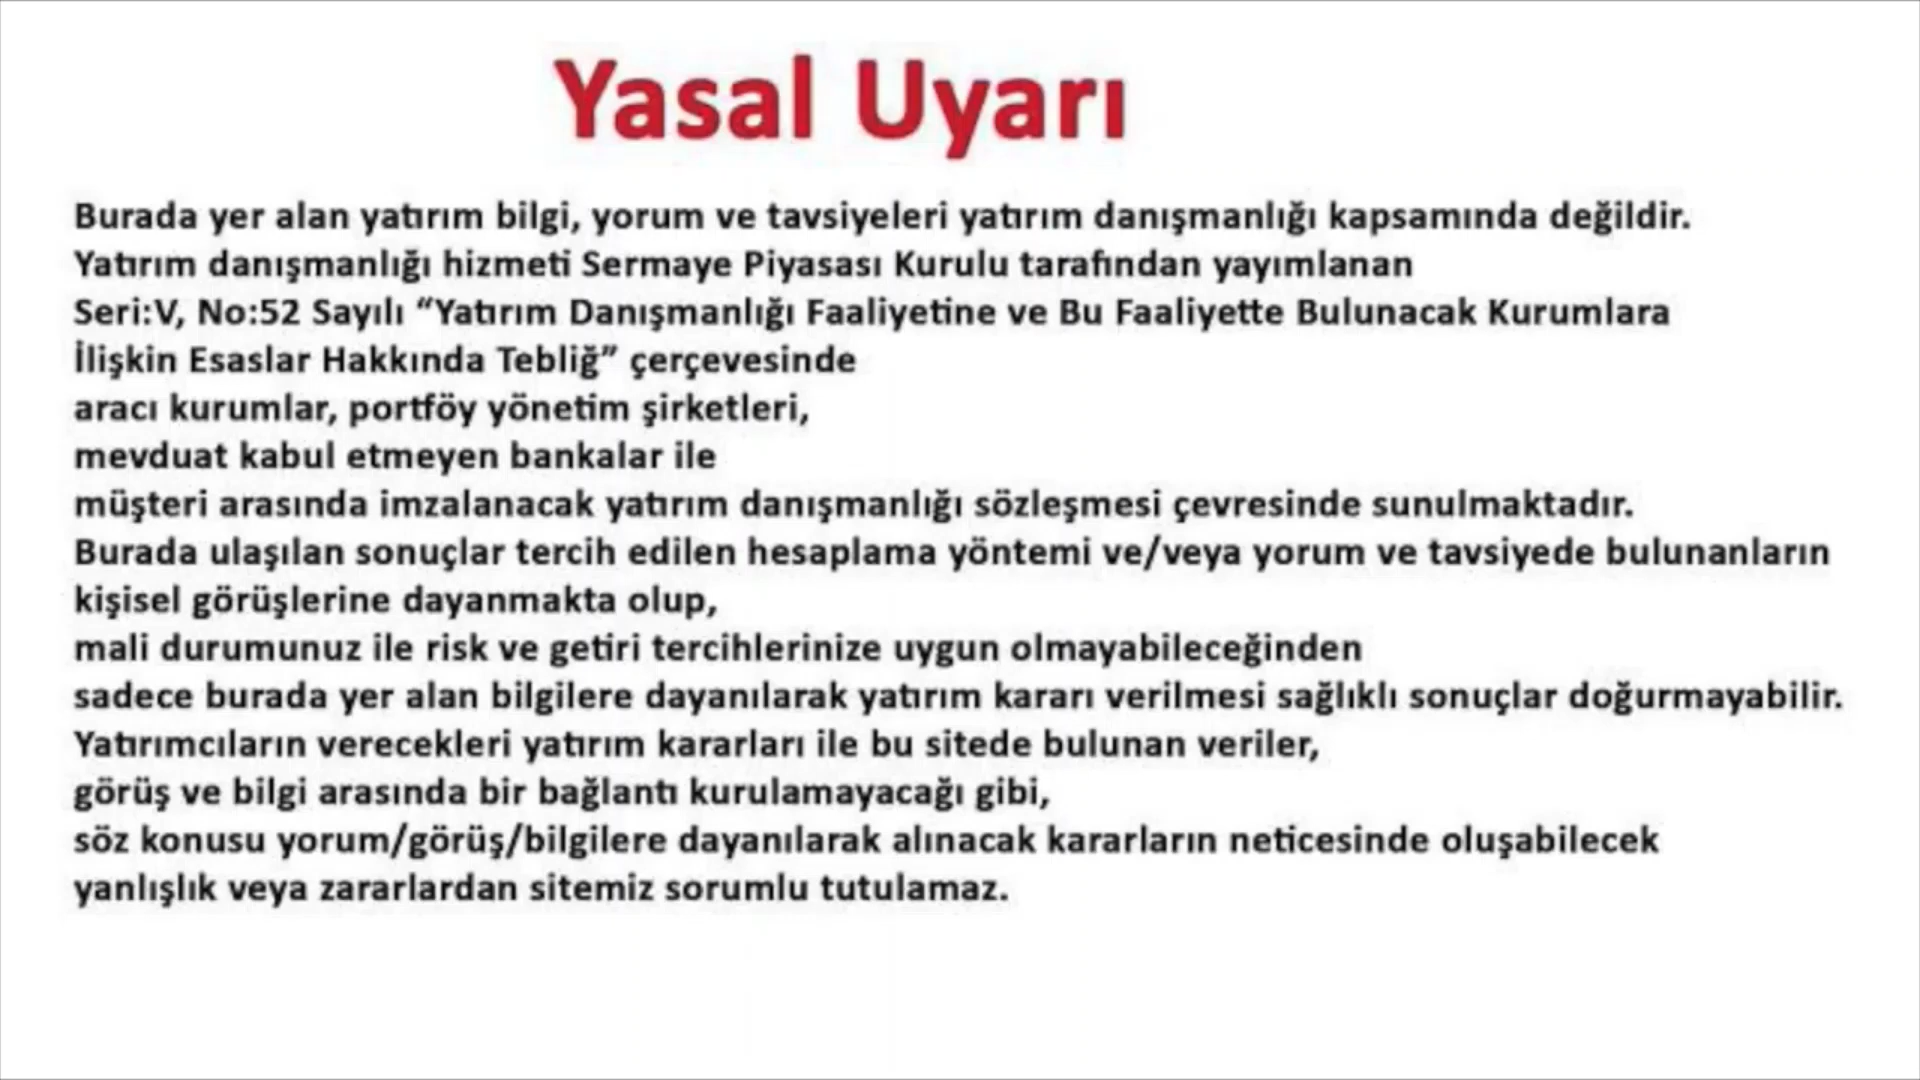 Yasal Uyarı
Burada yer alan yatırım bilgi, yorum ve tavsiyeleri yatırım danışmanlığı kapsamında değildir.
Yatırım danışmanlığı hizmeti Sermaye Piyasası Kurulu tarafından yayımlanan
Seri:V, No:52 Sayılı “Yatırım Danışmanlığı Faaliyetine ve Bu Faaliyette Bulunacak Kurumlara
İlişkin Esaslar Hakkında Tebliğ” çerçevesinde
aracı kurumlar, portföy yönetim şirketleri,
mevduat kabul etmeyen bankalar ile
müşteri arasında imzalanacak yatırım danışmanlığı sözleşmesi çevresinde sunulmaktadır.
Burada ulaşılan sonuçlar tercih edilen hesaplama yöntemi ve/veya yorum ve tavsiyede bulunanların
kişisel görüşlerine dayanmakta olup,
mali durumunuz ile risk ve getiri tercihlerinize uygun olmayabileceğinden
sadece burada yer alan bilgilere dayanılarak yatırım kararı verilmesi sağlıklı sonuçlar doğurmayabilir.
Yatırımcıların verecekleri yatırım kararları ile bu sitede bulunan veriler,
görüş ve bilgi arasında bir bağlantı kurulamayacağı gibi,
söz konusu yorum/görüş/bilgilere dayanılarak alınacak kararların neticesinde oluşabilecek
yanlışlık veya zararlardan sitemiz sorumlu tutulamaz.